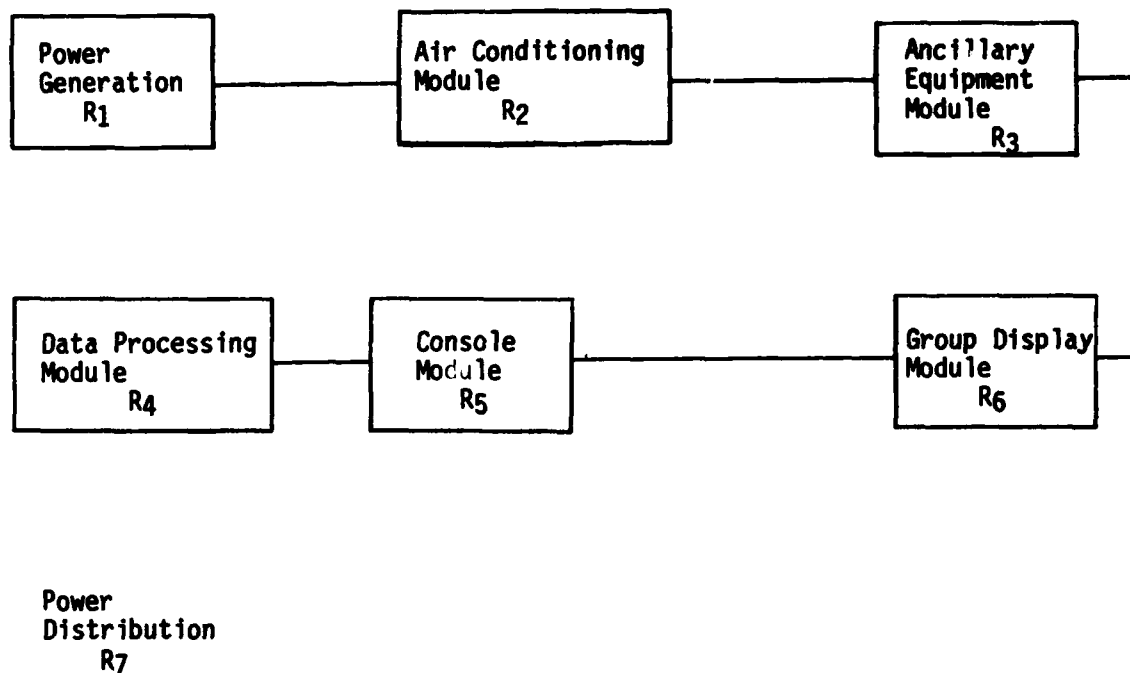 Power
Generation
R1
Air Conditioning
Module
R2
Ancillary
Equipment
Module
R3
Data Processing
Module
R4
Console
Module
R5
Group Display
Module
R6
Power
Distribution
R7